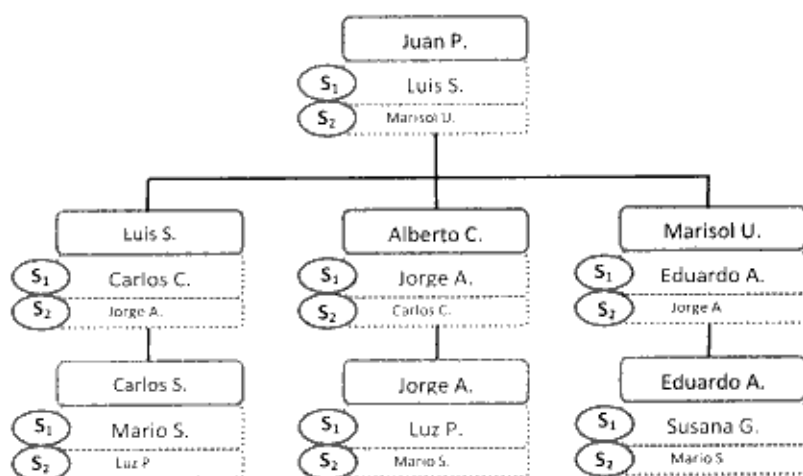 Juan P.
S1 Luis S.
S2 Marisol U.
Luis S. Alberto C. Marisol U.
S1 Carlos C. S1 Jorge A. S1 Eduardo A.
S2 Jorge A. S2 Carlos C. S2 Jorge A
Carlos S. Jorge A. Eduardo A.
S1 Mario S. S1 Luz P. S1 Susana G.
S2 Luz P S2 Mario S. S2 Mario S